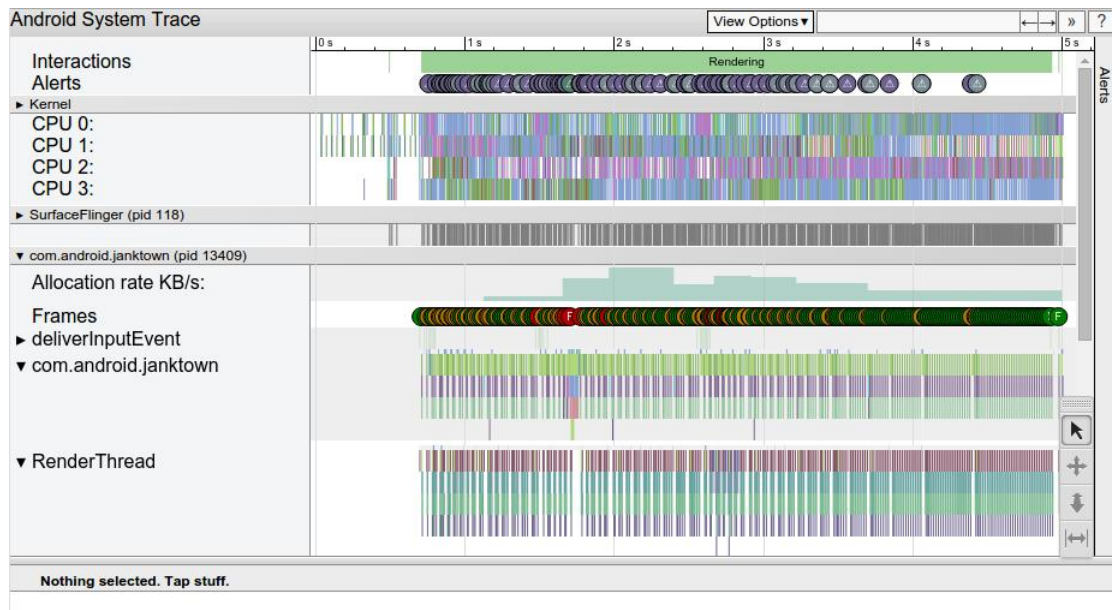 Android System Trace
View Options ▾
←
→
»
?
0 s
1 s
2 s
3 s
4 s
5 s
Interactions
Rendering
Alerts
Alerts
▸ Kernel
CPU 0:
CPU 1:
CPU 2:
CPU 3:
▸ SurfaceFlinger (pid 118)
▾ com.android.janktown (pid 13409)
Allocation rate KB/s:
Frames
F
F
▸ deliverInputEvent
▾ com.android.janktown
▾ RenderThread
Nothing selected. Tap stuff.